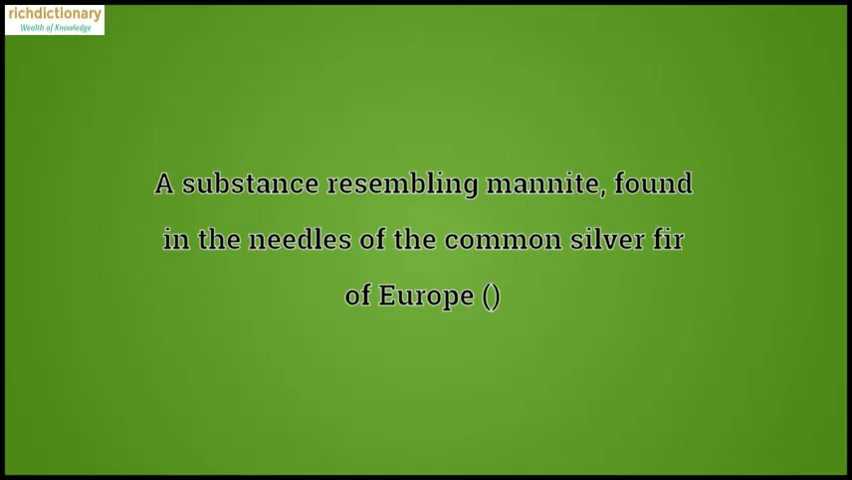 richdictionary
Wealth of Knowledge
A substance resembling mannite, found
in the needles of the common silver fir
of Europe ()